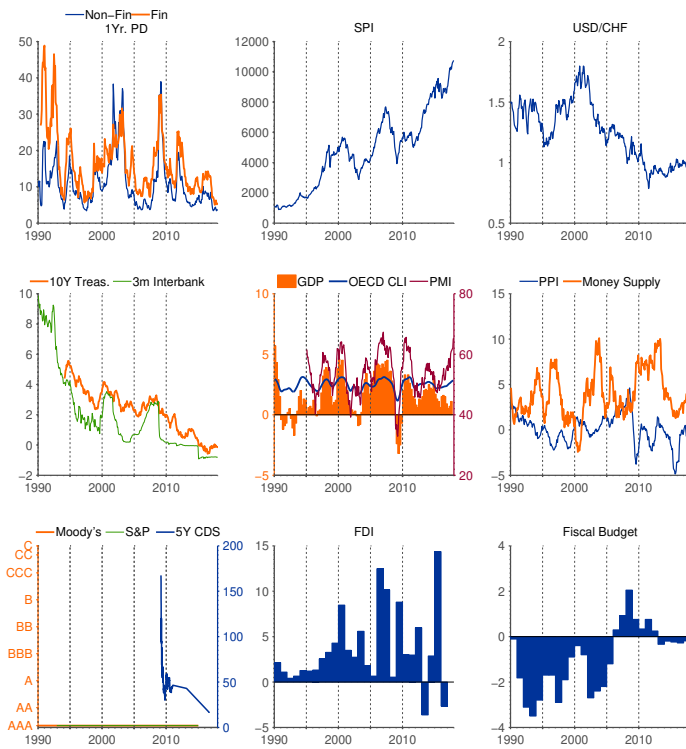 Non-Fin Fin
1Yr. PD
50
40
30
20
10
0
1990 2000 2010
SPI
12000
10000
8000
6000
4000
2000
0
1990 2000 2010
USD/CHF
2
1.5
1
0.5
1990 2000 2010
10Y Treas. 3m Interbank
10
8
6
4
2
0
−2
1990 2000 2010
GDP OECD CLI PMI
10
5
0
−5
80
60
40
20
1990 2000 2010
PPI Money Supply
15
10
5
0
−5
1990 2000 2010
Moody's S&P 5Y CDS
C
CC
CCC
B
BB
BBB
A
AA
AAA
200
150
100
50
0
1990 2000 2010
FDI
15
10
5
0
−5
1990 2000 2010
Fiscal Budget
4
2
0
−2
−4
1990 2000 2010